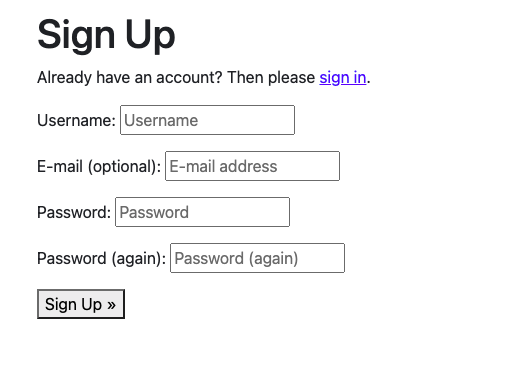 Sign Up
Already have an account? Then please sign in.
Username: Username
E-mail (optional): E-mail address
Password: Password
Password (again): Password (again)
Sign Up »